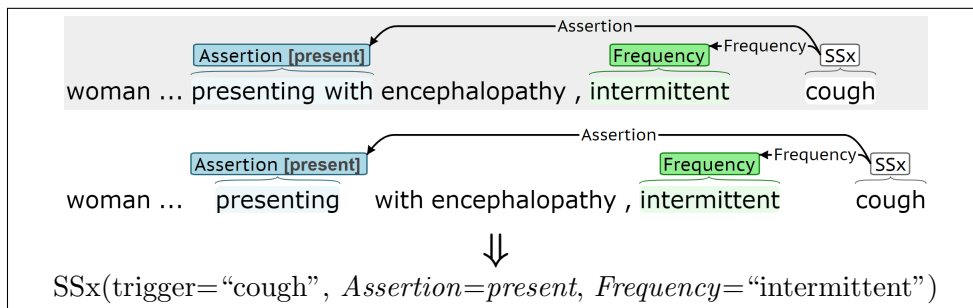 Assertion
Assertion [present] Frequency Frequency SSx
woman ... presenting with encephalopathy , intermittent cough
Assertion
Assertion [present] Frequency Frequency SSx
woman ... presenting with encephalopathy , intermittent cough
⇓
SSx(trigger=“cough”, Assertion=present, Frequency=“intermittent”)